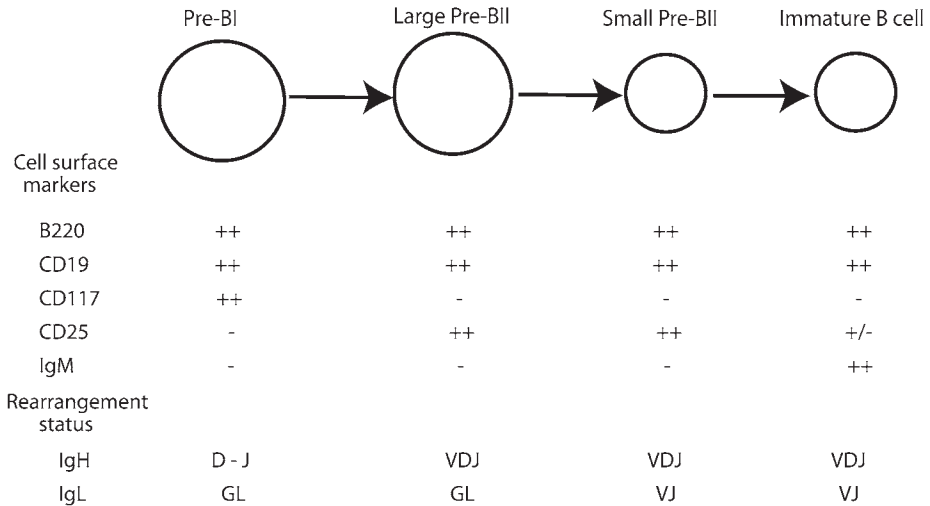 Pre-BI Large Pre-BII Small Pre-BII Immature B cell
Cell surface
markers
B220 ++ ++ ++ ++
CD19 ++ ++ ++ ++
CD117 ++ - - -
CD25 - ++ ++ +/-
IgM - - - ++
Rearrangement
status
IgH D - J VDJ VDJ VDJ
IgL GL GL VJ VJ